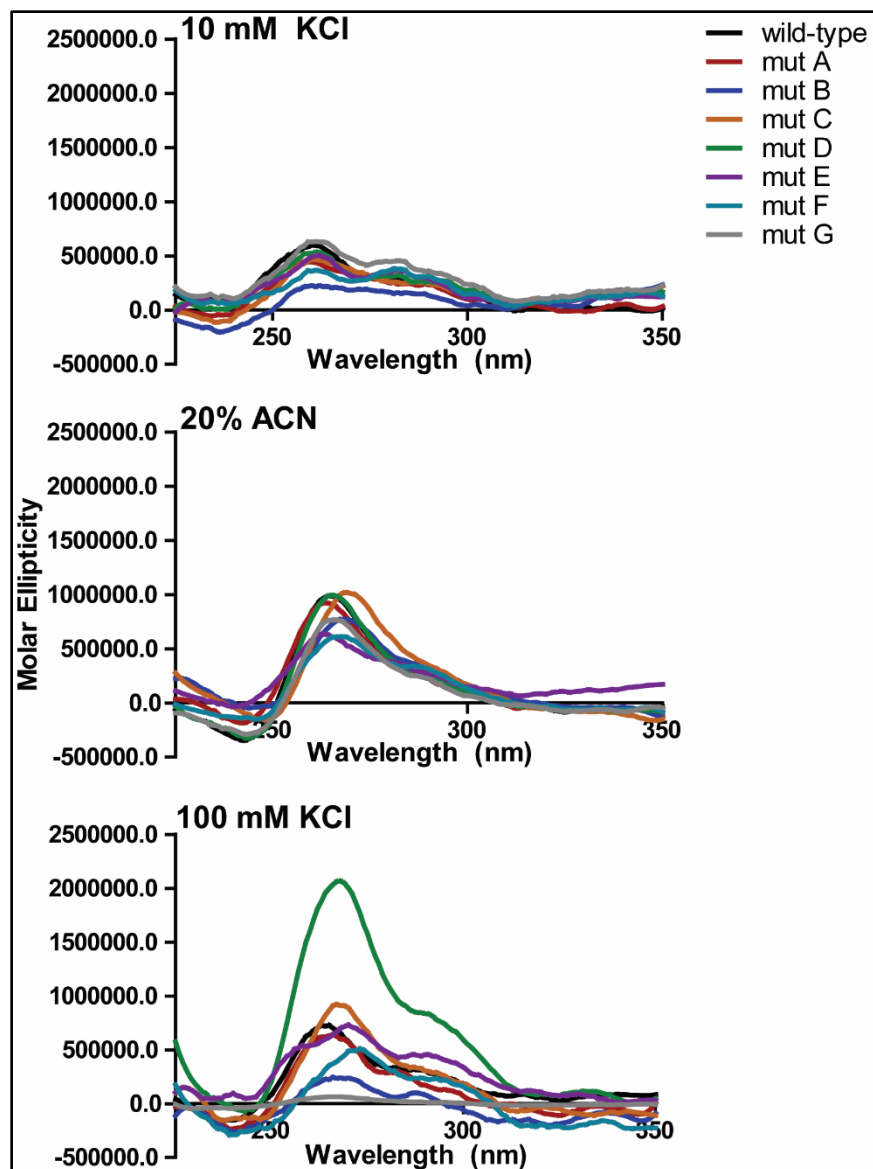 10 mM KCl
2500000.0
2000000.0
1500000.0
1000000.0
500000.0
0.0
-500000.0
250
300
350
Wavelength (nm)
wild-type
mut A
mut B
mut C
mut D
mut E
mut F
mut G
Molar Ellipticity
20% ACN
2500000.0
2000000.0
1500000.0
1000000.0
500000.0
0.0
-500000.0
250
300
350
Wavelength (nm)
100 mM KCl
2500000.0
2000000.0
1500000.0
1000000.0
500000.0
0.0
-500000.0
250
300
350
Wavelength (nm)